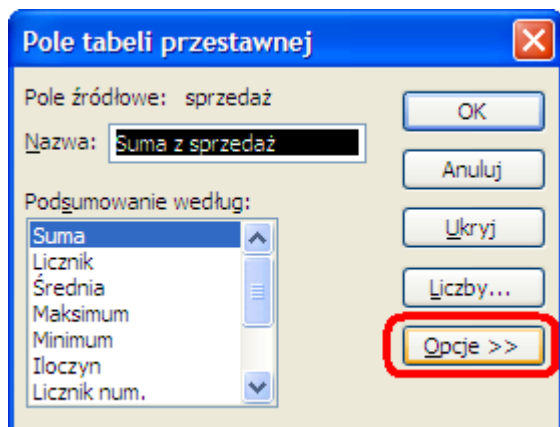 Pole tabeli przestawnej
Pole źródłowe: sprzedaż
Nazwa: Suma z sprzedaż
Podsumowanie według:
Suma
Licznik
Średnia
Maksimum
Minimum
Iloczyn
Licznik num.
OK
Anuluj
Ukryj
Liczby...
Opcje >>